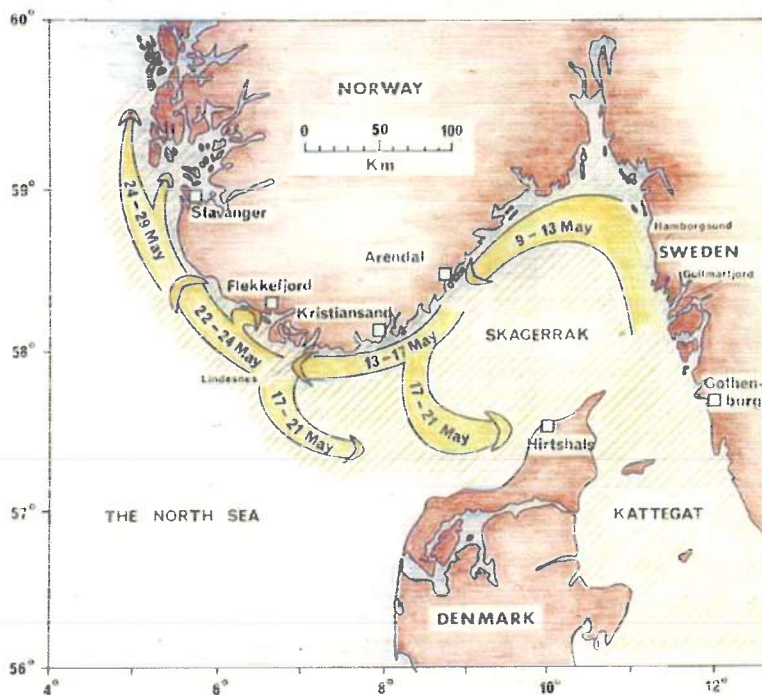 60°
NORWAY
0 50 100
Km
59°
24 – 29 May
Stavanger
9 – 13 May
Hamborgsund
SWEDEN
Gullmarfjord
Arendal
Flekkefjord
Kristiansand
22 – 24 May
SKAGERRAK
13 – 17 May
58°
Lindesnes
17 – 21 May
17 – 21 May
Gothen-
burg
Hirtshals
57°
THE NORTH SEA
KATTEGAT
DENMARK
56°
4° 6° 8° 10° 12°